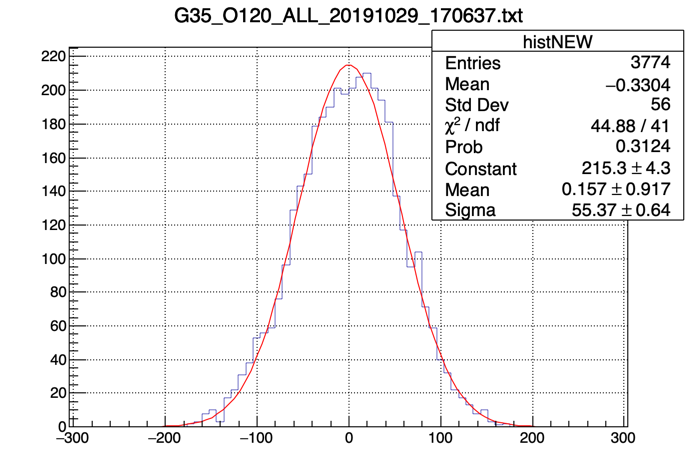 G35_O120_ALL_20191029_170637.txt
histNEW
Entries 3774
Mean −0.3304
Std Dev 56
χ² / ndf 44.88 / 41
Prob 0.3124
Constant 215.3 ± 4.3
Mean 0.157 ± 0.917
Sigma 55.37 ± 0.64
220
200
180
160
140
120
100
80
60
40
20
0
−300 −200 −100 0 100 200 300